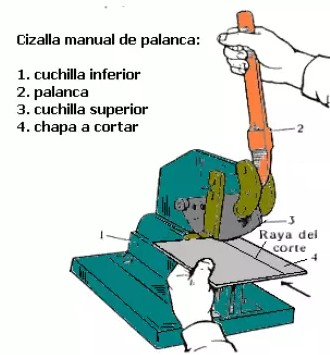 Cizalla manual de palanca:
1. cuchilla inferior
2. palanca
3. cuchilla superior
4. chapa a cortar
2
3
1
Raya del
corte
4